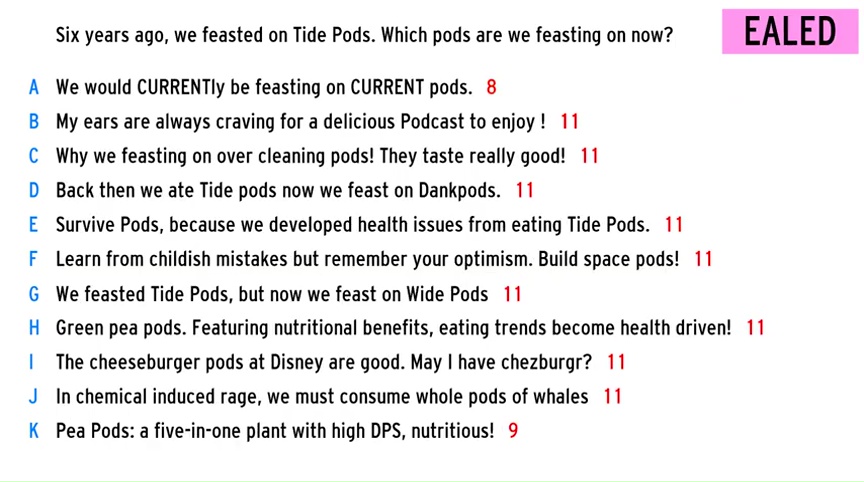 Six years ago, we feasted on Tide Pods. Which pods are we feasting on now?
EALED
A We would CURRENTly be feasting on CURRENT pods. 8
B My ears are always craving for a delicious Podcast to enjoy ! 11
C Why we feasting on over cleaning pods! They taste really good! 11
D Back then we ate Tide pods now we feast on Dankpods. 11
E Survive Pods, because we developed health issues from eating Tide Pods. 11
F Learn from childish mistakes but remember your optimism. Build space pods! 11
G We feasted Tide Pods, but now we feast on Wide Pods 11
H Green pea pods. Featuring nutritional benefits, eating trends become health driven! 11
I The cheeseburger pods at Disney are good. May I have chezburgr? 11
J In chemical induced rage, we must consume whole pods of whales 11
K Pea Pods: a five-in-one plant with high DPS, nutritious! 9